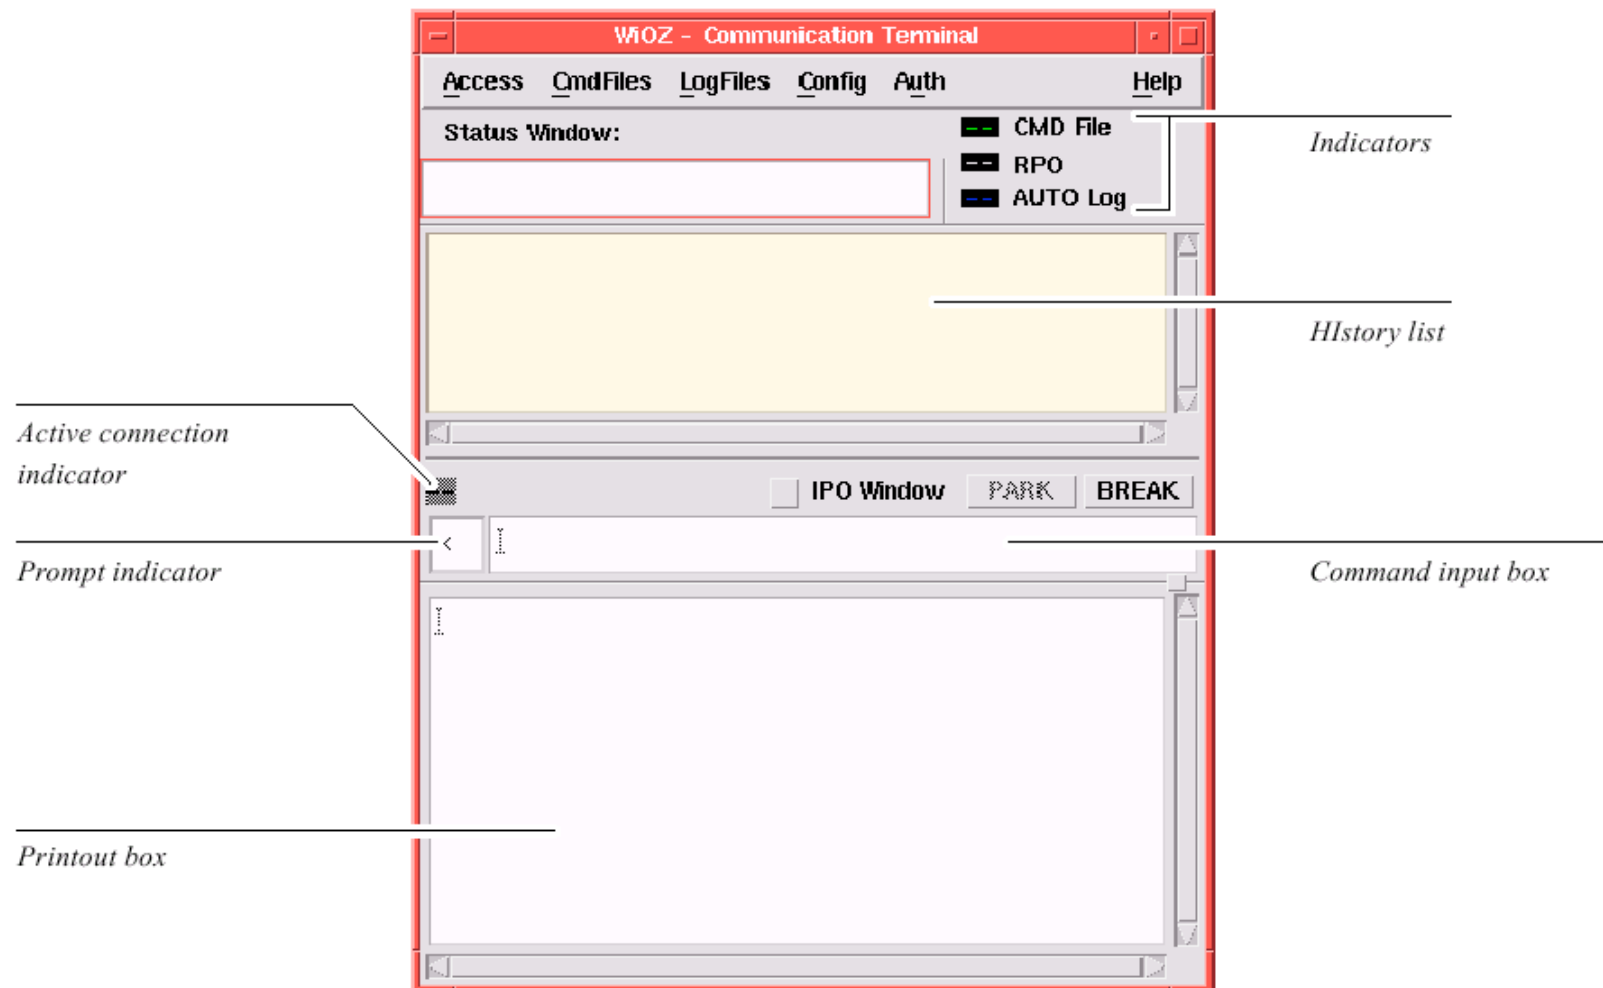 WiOZ - Communication Terminal
Access CmdFiles LogFiles Config Auth Help
Status Window:
-- CMD File
-- RPO
-- AUTO Log
Indicators
HIstory list
Active connection
indicator
--
IPO Window PARK BREAK
<
Prompt indicator
Command input box
Printout box